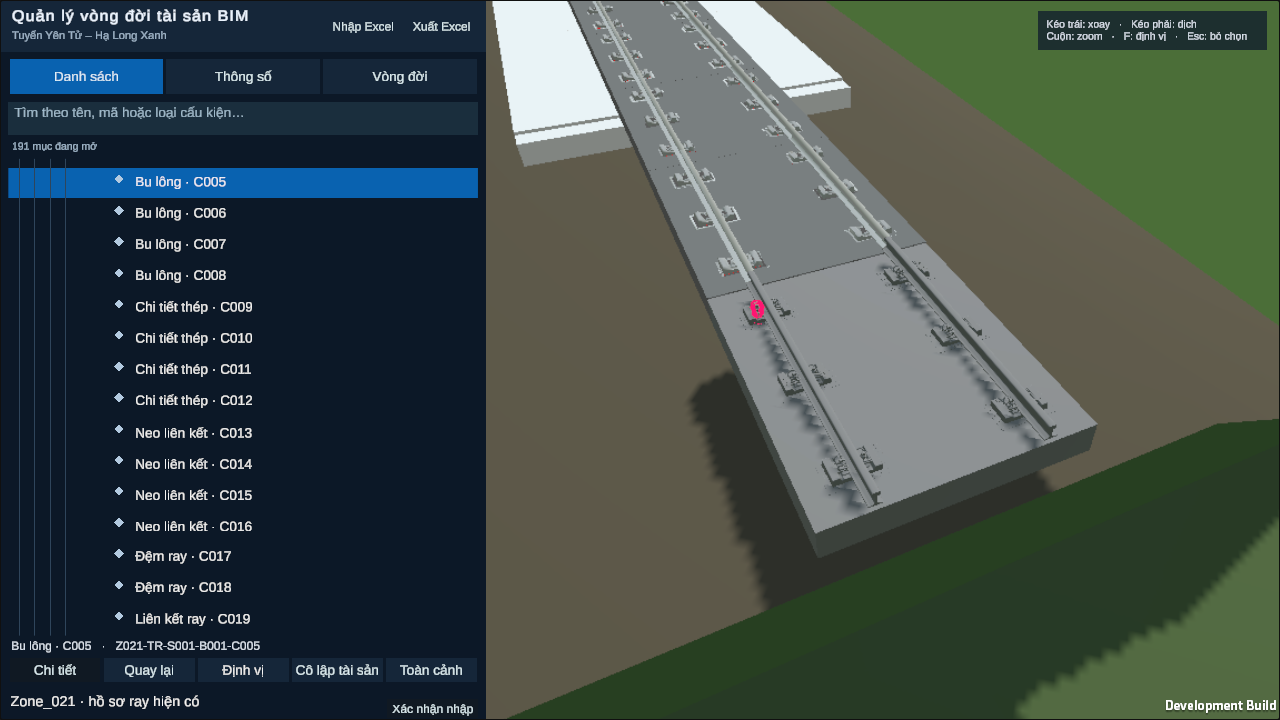 Quản lý vòng đời tài sản BIM
Tuyến Yên Tử – Hạ Long Xanh
Nhập Excel
Xuất Excel
Danh sách
Thông số
Vòng đời
Tìm theo tên, mã hoặc loại cấu kiện...
191 mục đang mở
Bu lông · C005
Bu lông · C006
Bu lông · C007
Bu lông · C008
Chi tiết thép · C009
Chi tiết thép · C010
Chi tiết thép · C011
Chi tiết thép · C012
Neo liên kết · C013
Neo liên kết · C014
Neo liên kết · C015
Neo liên kết · C016
Đệm ray · C017
Đệm ray · C018
Liên kết ray · C019
Bu lông · C005 · Z021-TR-S001-B001-C005
Chi tiết
Quay lại
Định vị
Cô lập tài sản
Toàn cảnh
Zone_021 · hồ sơ ray hiện có
Xác nhận nhập
Kéo trái: xoay · Kéo phải: dịch
Cuộn: zoom · F: định vị · Esc: bỏ chọn
Development Build